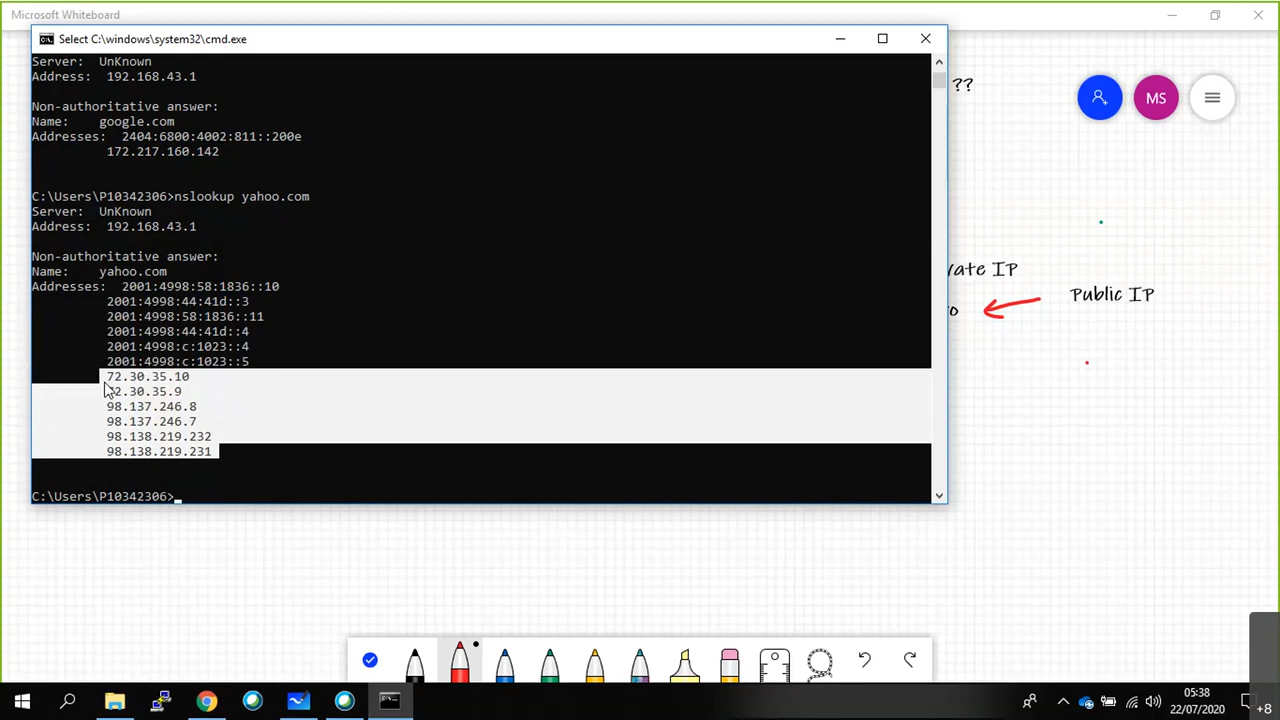 Microsoft Whiteboard
Select C:\windows\system32\cmd.exe
Server:  UnKnown
Address:  192.168.43.1
Non-authoritative answer:
Name:    google.com
Addresses:  2404:6800:4002:811::200e
172.217.160.142
C:\Users\P10342306>nslookup yahoo.com
Server:  UnKnown
Address:  192.168.43.1
Non-authoritative answer:
Name:    yahoo.com
Addresses:  2001:4998:58:1836::10
2001:4998:44:41d::3
2001:4998:58:1836::11
2001:4998:44:41d::4
2001:4998:c:1023::4
2001:4998:c:1023::5
72.30.35.10
72.30.35.9
98.137.246.8
98.137.246.7
98.138.219.232
98.138.219.231
C:\Users\P10342306>
??
MS
vate IP
Public IP
o
05:38
22/07/2020
+8